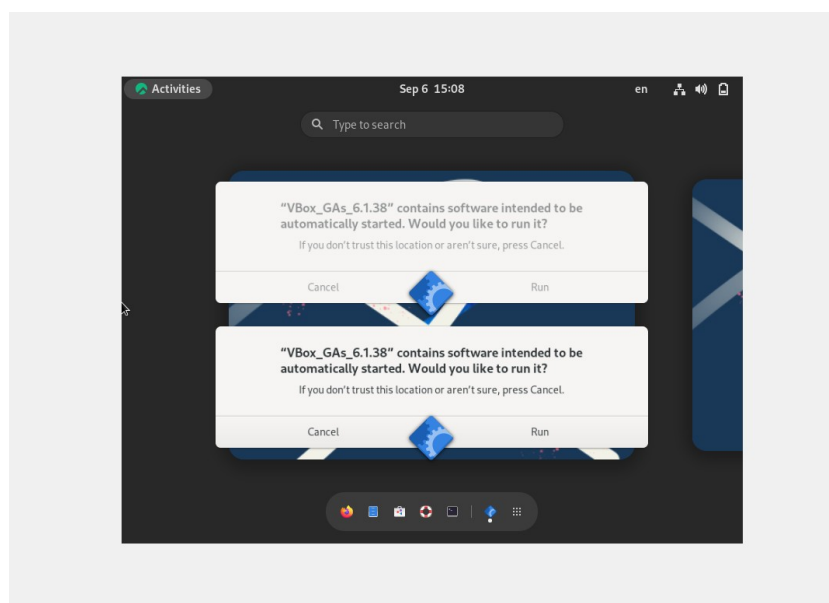 Activities
Sep 6 15:08
en
Type to search
“VBox_GAs_6.1.38” contains software intended to be
automatically started. Would you like to run it?
If you don’t trust this location or aren’t sure, press Cancel.
Cancel
Run
“VBox_GAs_6.1.38” contains software intended to be
automatically started. Would you like to run it?
If you don’t trust this location or aren’t sure, press Cancel.
Cancel
Run